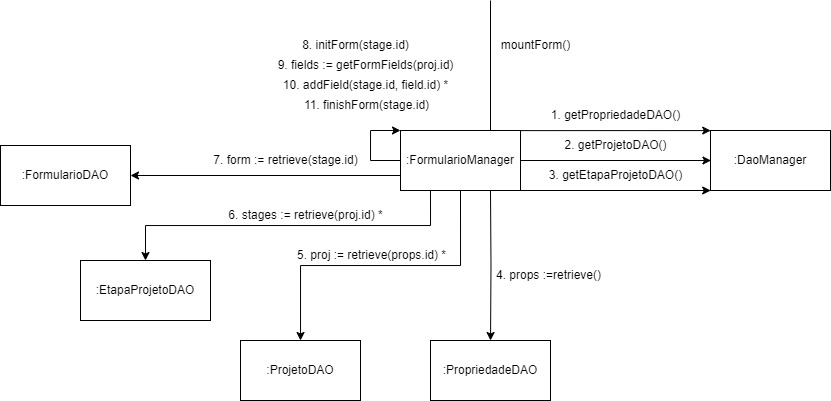 8. initForm(stage.id)
mountForm()
9. fields := getFormFields(proj.id)
10. addField(stage.id, field.id) *
11. finishForm(stage.id)
1. getPropriedadeDAO()
2. getProjetoDAO()
7. form := retrieve(stage.id)
:FormularioManager
:DaoManager
:FormularioDAO
3. getEtapaProjetoDAO()
6. stages := retrieve(proj.id) *
5. proj := retrieve(props.id) *
4. props :=retrieve()
:EtapaProjetoDAO
:ProjetoDAO
:PropriedadeDAO